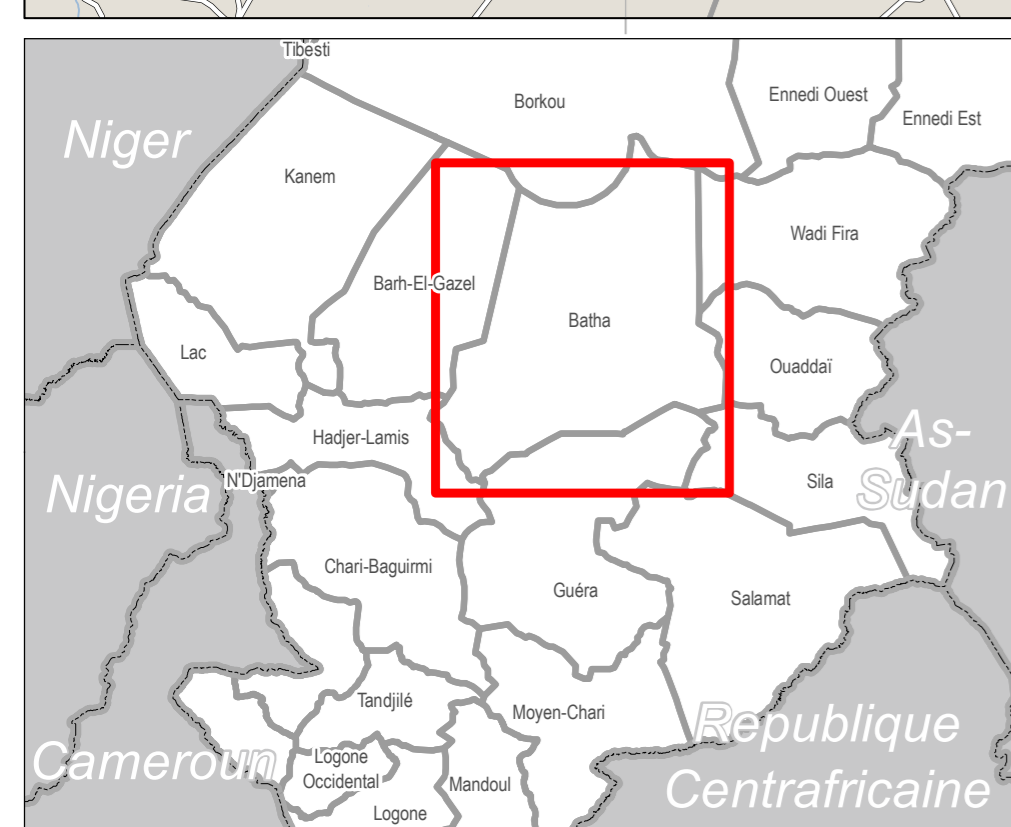 Tibesti
Borkou
Ennedi Ouest
Ennedi Est
Niger
Kanem
Wadi Fira
Barh-El-Gazel
Batha
Lac
Ouaddaï
Hadjer-Lamis
As-
Sudan
N'Djamena
Nigeria
Sila
Chari-Baguirmi
Guéra
Salamat
Tandjilé
Moyen-Chari
Republique
Centrafricaine
Cameroun
Logone
Occidental
Mandoul
Logone